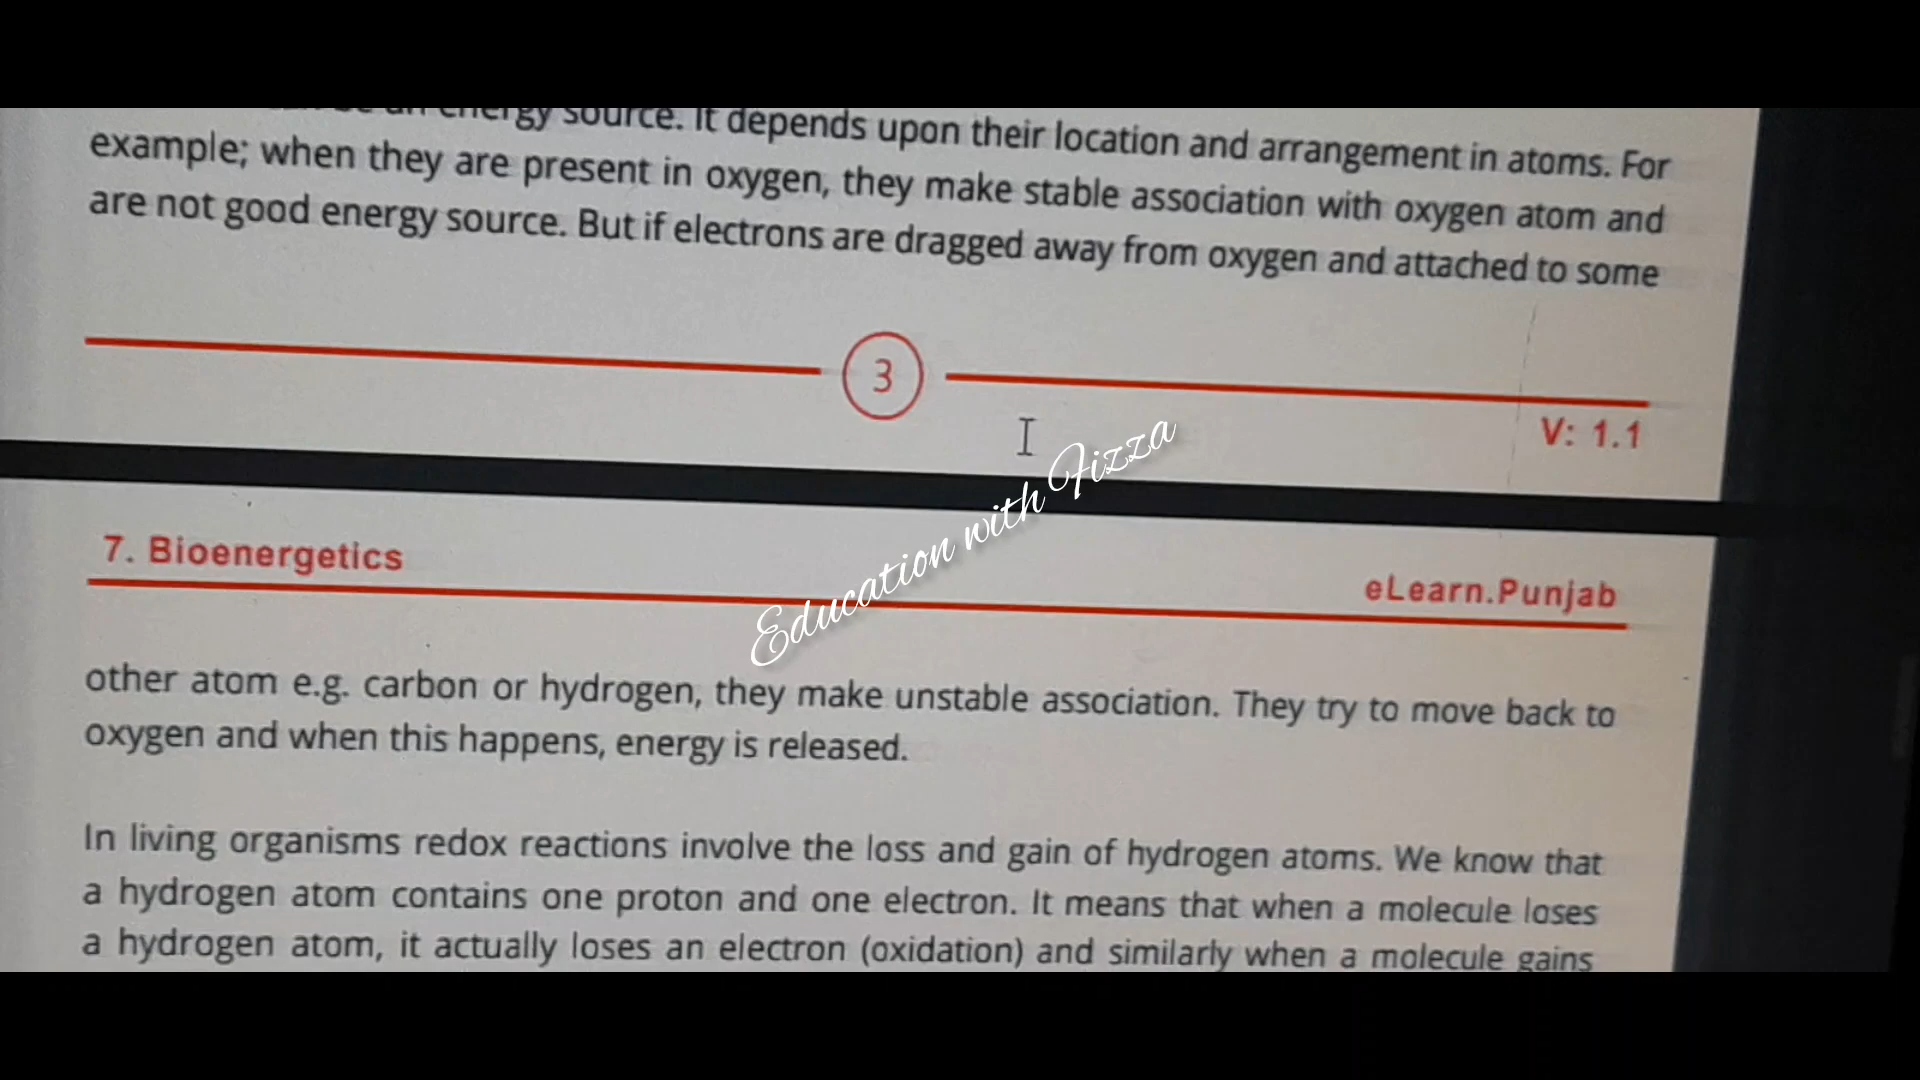 an energy source. It depends upon their location and arrangement in atoms. For
example; when they are present in oxygen, they make stable association with oxygen atom and
are not good energy source. But if electrons are dragged away from oxygen and attached to some
3
V: 1.1
Education with Fizza
7. Bioenergetics
eLearn.Punjab
other atom e.g. carbon or hydrogen, they make unstable association. They try to move back to
oxygen and when this happens, energy is released.
In living organisms redox reactions involve the loss and gain of hydrogen atoms. We know that
a hydrogen atom contains one proton and one electron. It means that when a molecule loses
a hydrogen atom, it actually loses an electron (oxidation) and similarly when a molecule gains